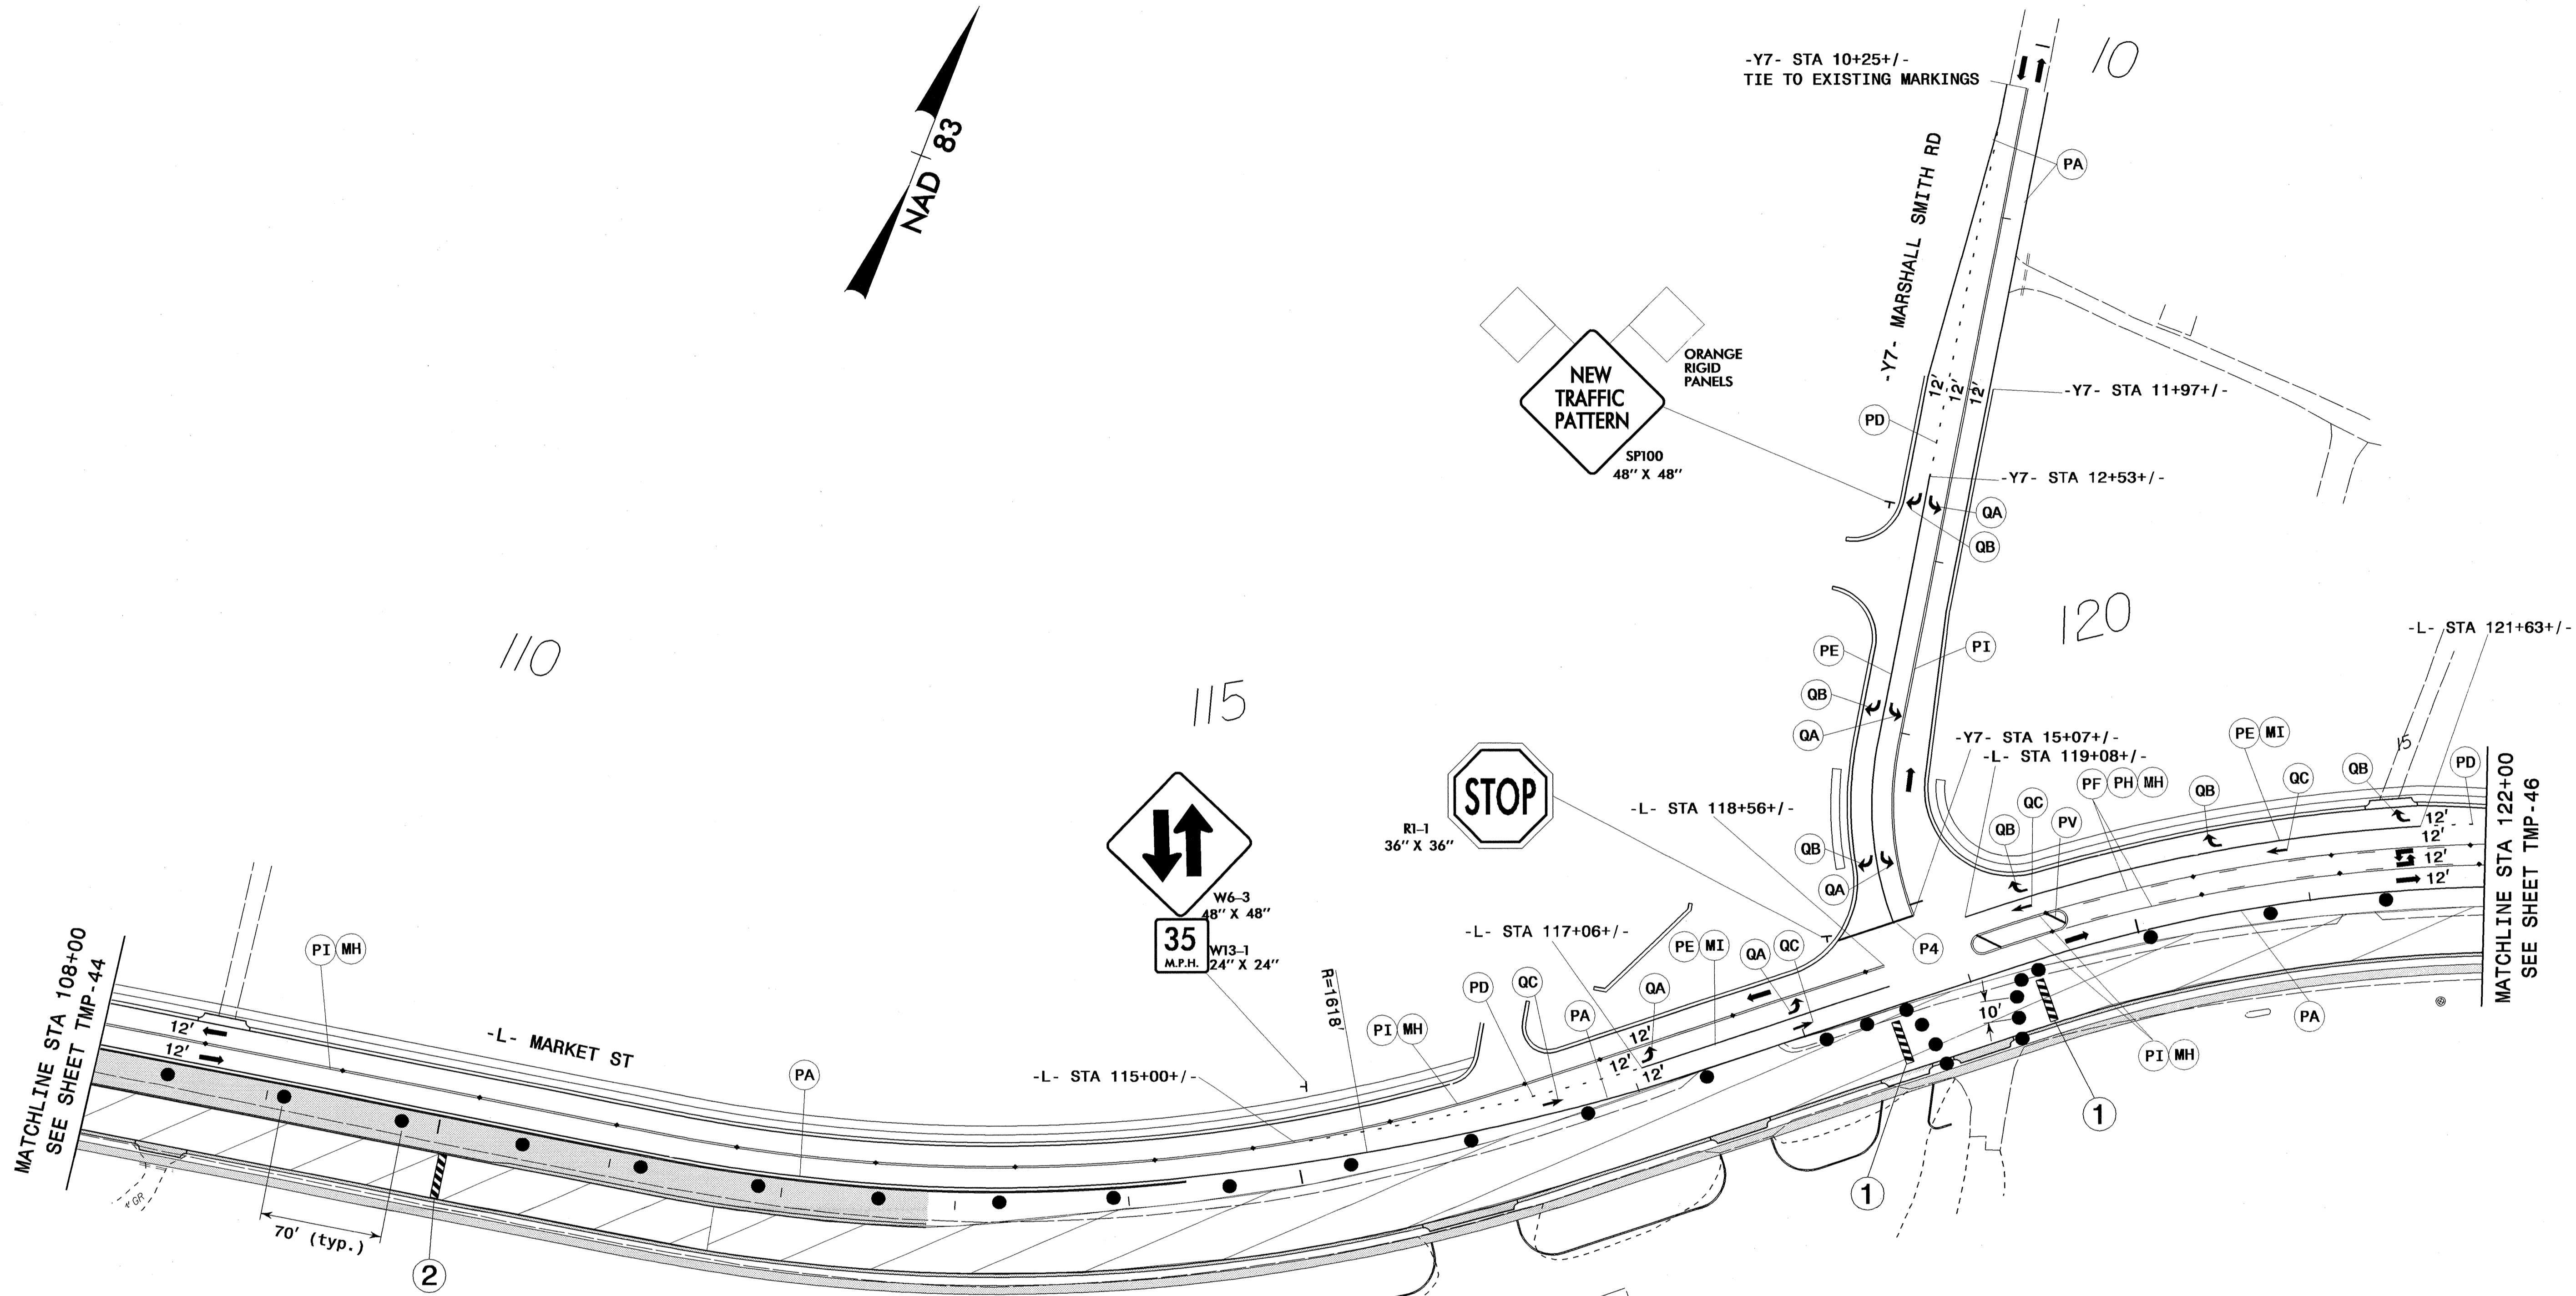 -Y7- STA 10+25+/-
TIE TO EXISTING MARKINGS
10
NAD 83
PA
-Y7- MARSHALL SMITH RD
ORANGE
RIGID
PANELS
NEW
TRAFFIC
PATTERN
SP100
48" X 48"
12'
12'
12'
-Y7- STA 11+97+/-
PD
-Y7- STA 12+53+/-
QA
QB
110
115
120
-L- STA 121+63+/-
PE
PI
QB
QA
-Y7- STA 15+07+/-
-L- STA 119+08+/-
PE MI
15
PF PH MH
QB
QC
QB
PD
QC
QB
PV
12'
12'
12'
12'
MATCHLINE STA 122+00
SEE SHEET TMP-46
STOP
R1-1
36" X 36"
-L- STA 118+56+/-
QB
QA
W6-3
48" X 48"
35
M.P.H.
W13-1
24" X 24"
-L- STA 117+06+/-
PE MI
QA
QC
P4
MATCHLINE STA 108+00
SEE SHEET TMP-44
PI MH
12'
12'
-L- MARKET ST
PA
-L- STA 115+00+/-
R=1618'
PI MH
PD
QC
PA
QA
12'
12'
12'
10'
PI MH
PA
GR
70' (typ.)
2
1
1